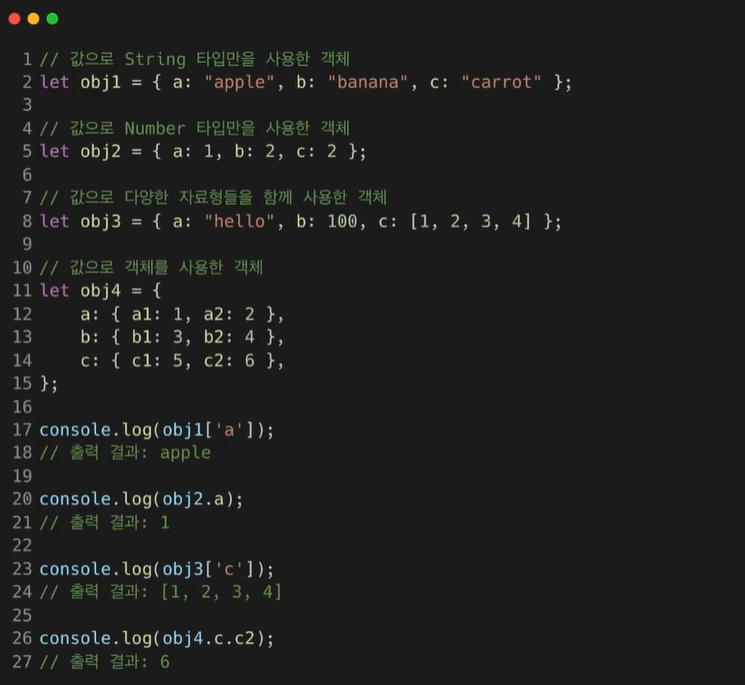 1 // 값으로 String 타입만을 사용한 객체
2 let obj1 = { a: "apple", b: "banana", c: "carrot" };
3
4 // 값으로 Number 타입만을 사용한 객체
5 let obj2 = { a: 1, b: 2, c: 2 };
6
7 // 값으로 다양한 자료형들을 함께 사용한 객체
8 let obj3 = { a: "hello", b: 100, c: [1, 2, 3, 4] };
9
10 // 값으로 객체를 사용한 객체
11 let obj4 = {
12     a: { a1: 1, a2: 2 },
13     b: { b1: 3, b2: 4 },
14     c: { c1: 5, c2: 6 },
15 };
16
17 console.log(obj1['a']);
18 // 출력 결과: apple
19
20 console.log(obj2.a);
21 // 출력 결과: 1
22
23 console.log(obj3['c']);
24 // 출력 결과: [1, 2, 3, 4]
25
26 console.log(obj4.c.c2);
27 // 출력 결과: 6